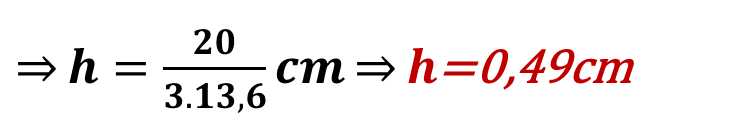 ⇒ h = 20/3.13,6 cm ⇒ h=0,49cm